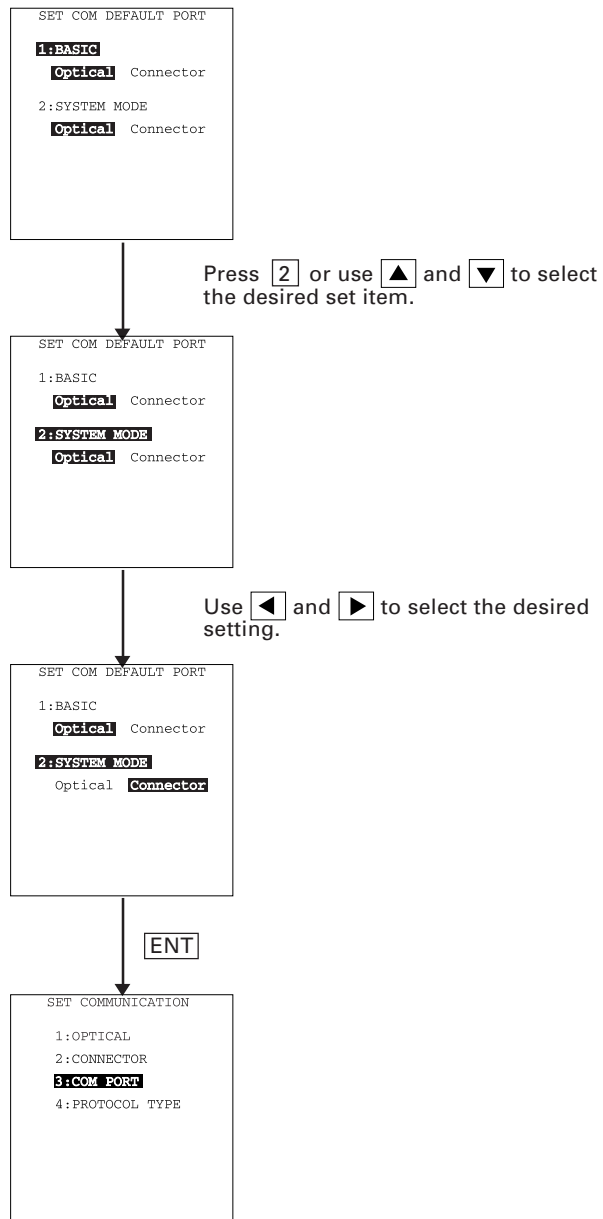 SET COM DEFAULT PORT
1:BASIC
Optical Connector
2:SYSTEM MODE
Optical Connector
Press 2 or use ▲ and ▼ to select
the desired set item.
SET COM DEFAULT PORT
1:BASIC
Optical Connector
2:SYSTEM MODE
Optical Connector
Use ◀ and ▶ to select the desired
setting.
SET COM DEFAULT PORT
1:BASIC
Optical Connector
2:SYSTEM MODE
Optical Connector
ENT
SET COMMUNICATION
1:OPTICAL
2:CONNECTOR
3:COM PORT
4:PROTOCOL TYPE